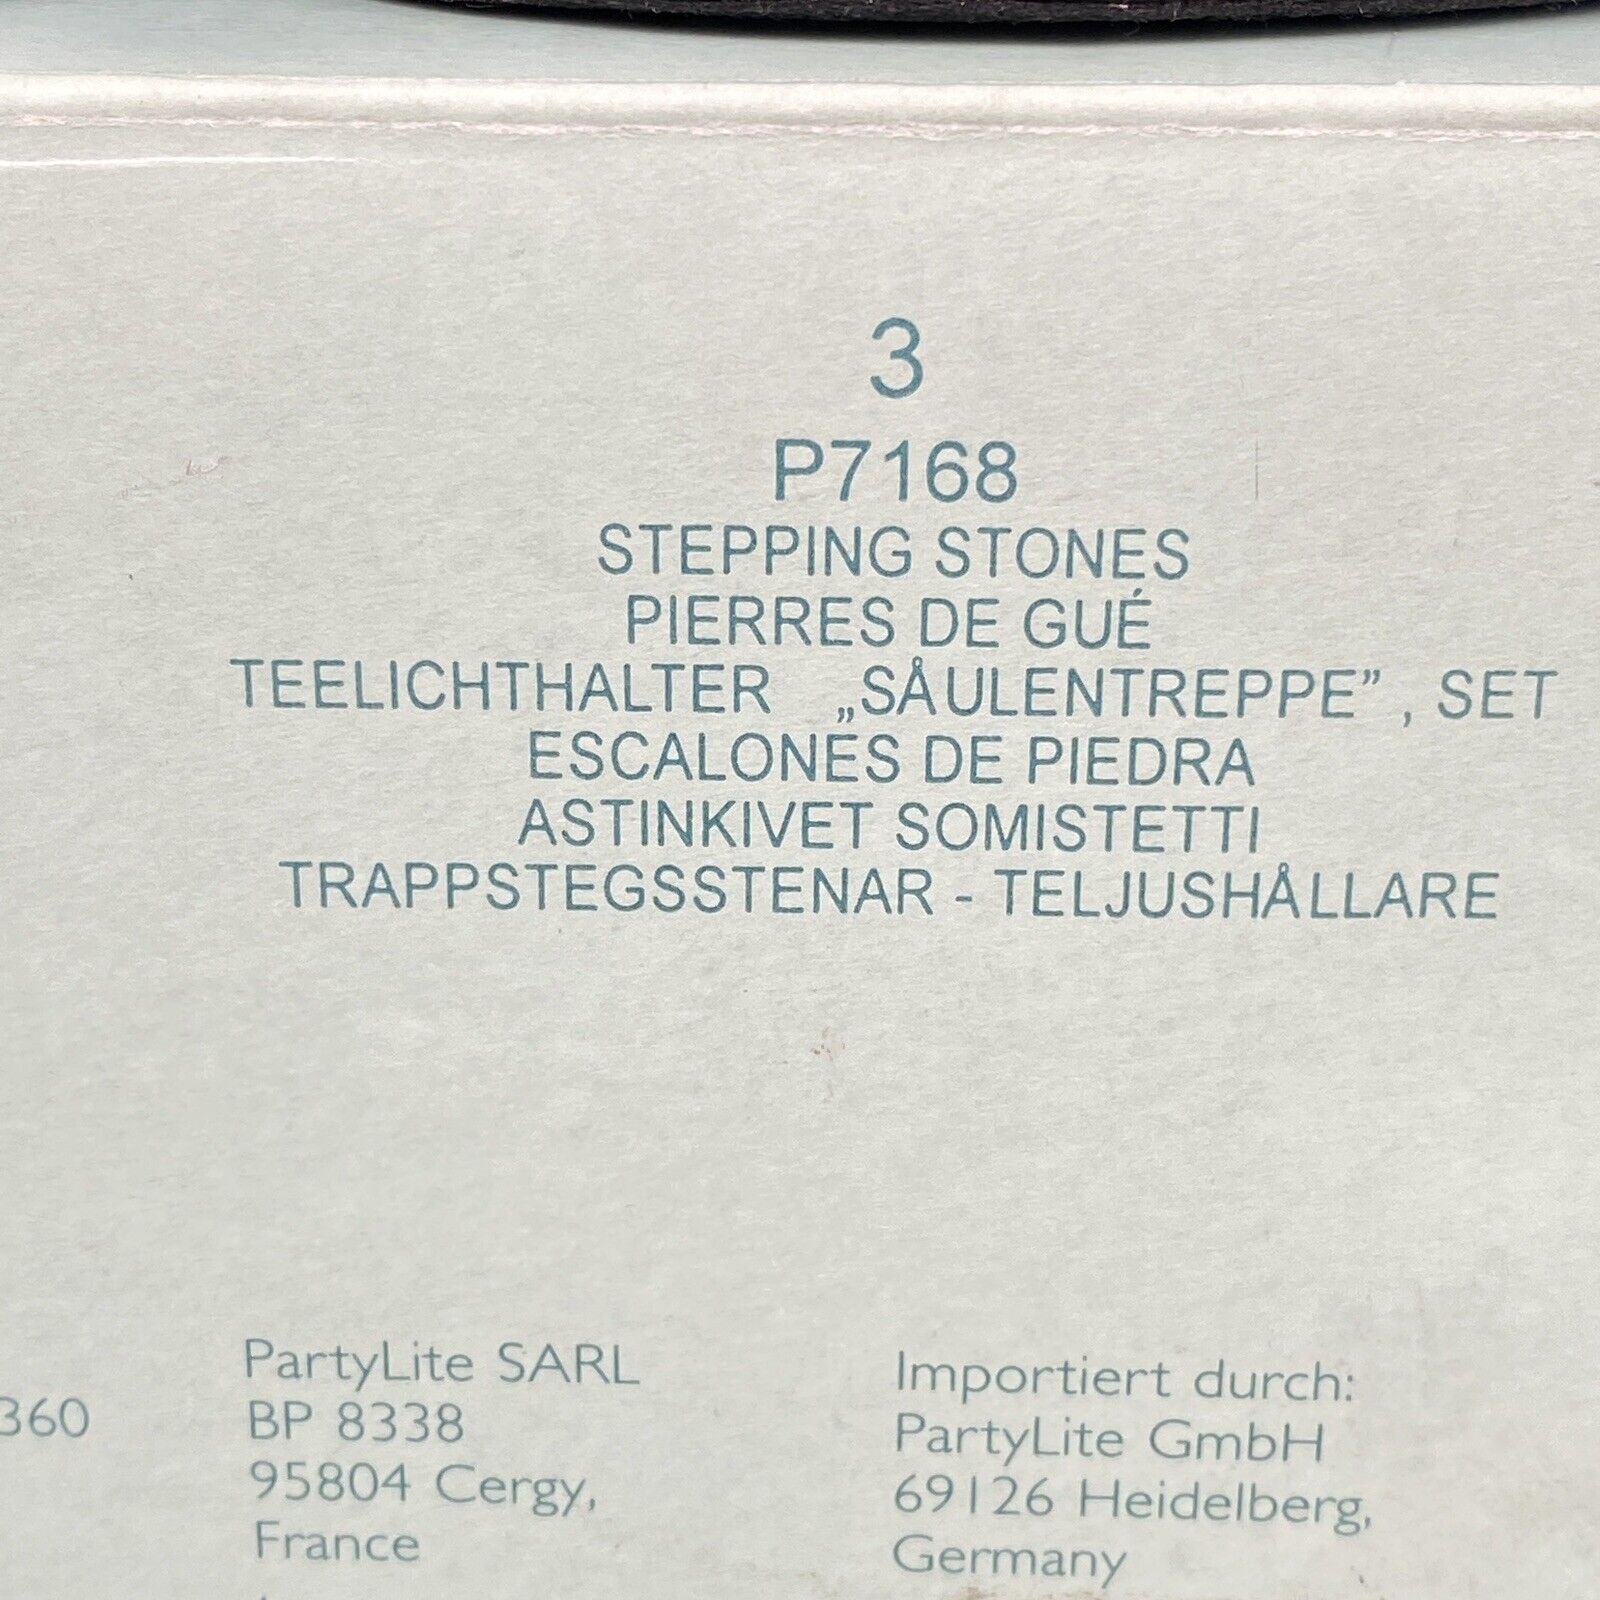 3
P7168
STEPPING STONES
PIERRES DE GUÉ
TEELICHTHALTER „SÅULENTREPPE” , SET
ESCALONES DE PIEDRA
ASTINKIVET SOMISTETTI
TRAPPSTEGSSTENAR - TELJUSHÅLLARE
360
PartyLite SARL
BP 8338
95804 Cergy,
France
Importiert durch:
PartyLite GmbH
69126 Heidelberg,
Germany